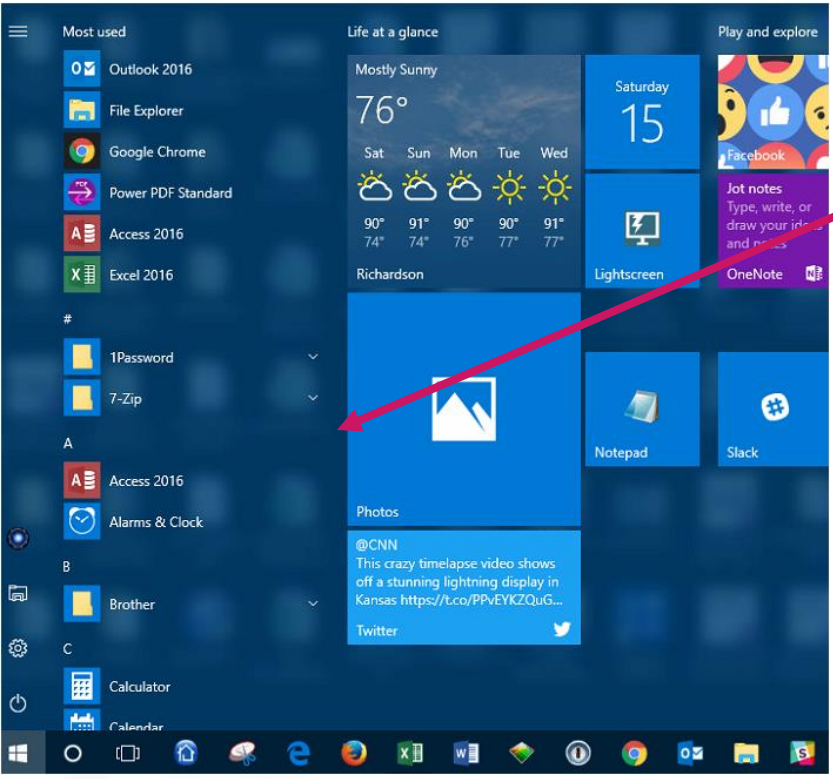 Most used
Outlook 2016
File Explorer
Google Chrome
Power PDF Standard
Access 2016
Excel 2016
#
1Password
7-Zip
A
Access 2016
Alarms & Clock
B
Brother
C
Calculator
Calendar
Life at a glance
Mostly Sunny
76°
Sat Sun Mon Tue Wed
90° 91° 90° 90° 91°
74° 74° 76° 77° 77°
Richardson
Saturday
15
Lightscreen
Photos
Notepad
Slack
@CNN
This crazy timelapse video shows
off a stunning lightning display in
Kansas https://t.co/PPvEYKZQuG...
Twitter
Play and explore
Facebook
Jot notes
Type, write, or
draw your ideas
and notes
OneNote